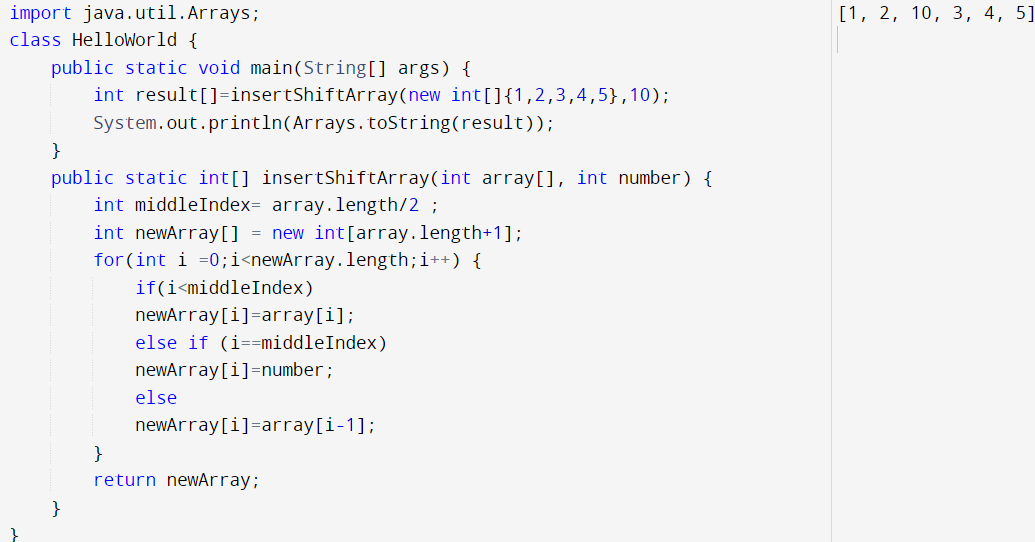 import java.util.Arrays;
class HelloWorld {
    public static void main(String[] args) {
        int result[]=insertShiftArray(new int[]{1,2,3,4,5},10);
        System.out.println(Arrays.toString(result));
    }
    public static int[] insertShiftArray(int array[], int number) {
        int middleIndex= array.length/2 ;
        int newArray[] = new int[array.length+1];
        for(int i =0;i<newArray.length;i++) {
            if(i<middleIndex)
            newArray[i]=array[i];
            else if (i==middleIndex)
            newArray[i]=number;
            else
            newArray[i]=array[i-1];
        }
        return newArray;
    }
}
[1, 2, 10, 3, 4, 5]